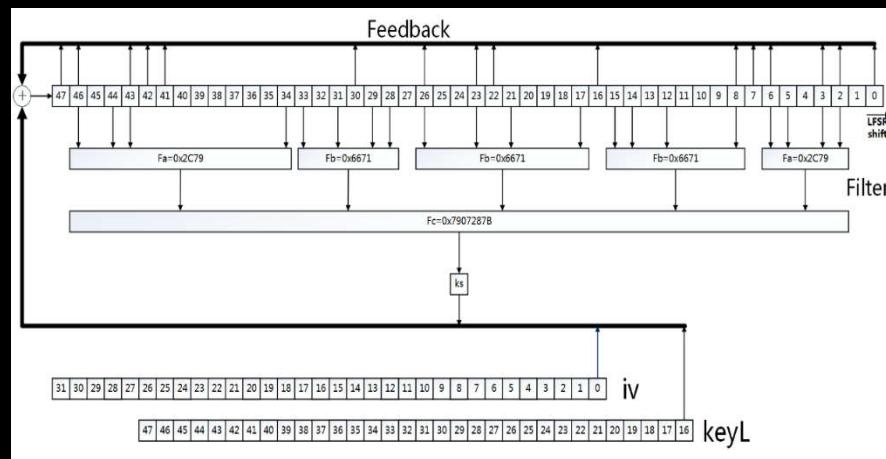 Feedback
+ 47 46 45 44 43 42 41 40 39 38 37 36 35 34 33 32 31 30 29 28 27 26 25 24 23 22 21 20 19 18 17 16 15 14 13 12 11 10 9 8 7 6 5 4 3 2 1 0
LFSR
shift
Fa=0x2C79 Fb=0x6671 Fb=0x6671 Fb=0x6671 Fa=0x2C79
Filter
Fc=0x7907287B
ks
31 30 29 28 27 26 25 24 23 22 21 20 19 18 17 16 15 14 13 12 11 10 9 8 7 6 5 4 3 2 1 0 iv
47 46 45 44 43 42 41 40 39 38 37 36 35 34 33 32 31 30 29 28 27 26 25 24 23 22 21 20 19 18 17 16 keyL